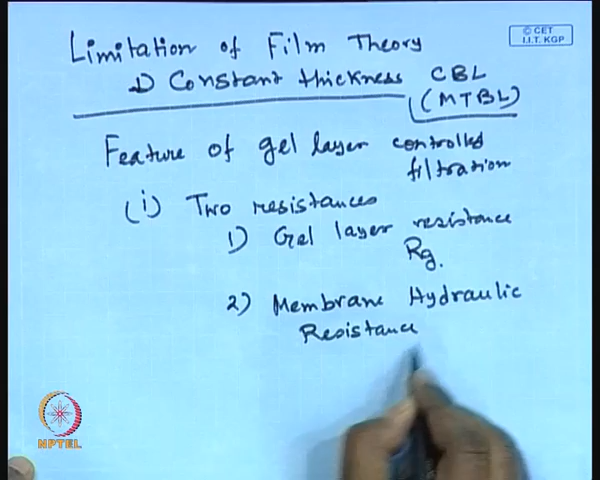 Limitation of Film Theory
© CET
I.I.T. KGP
1) Constant thickness CBL
(MTBL)
Feature of gel layer controlled
filtration
(i) Two resistances
1) Gel layer resistance
Rg.
2) Membrane Hydraulic
Resistance
NPTEL